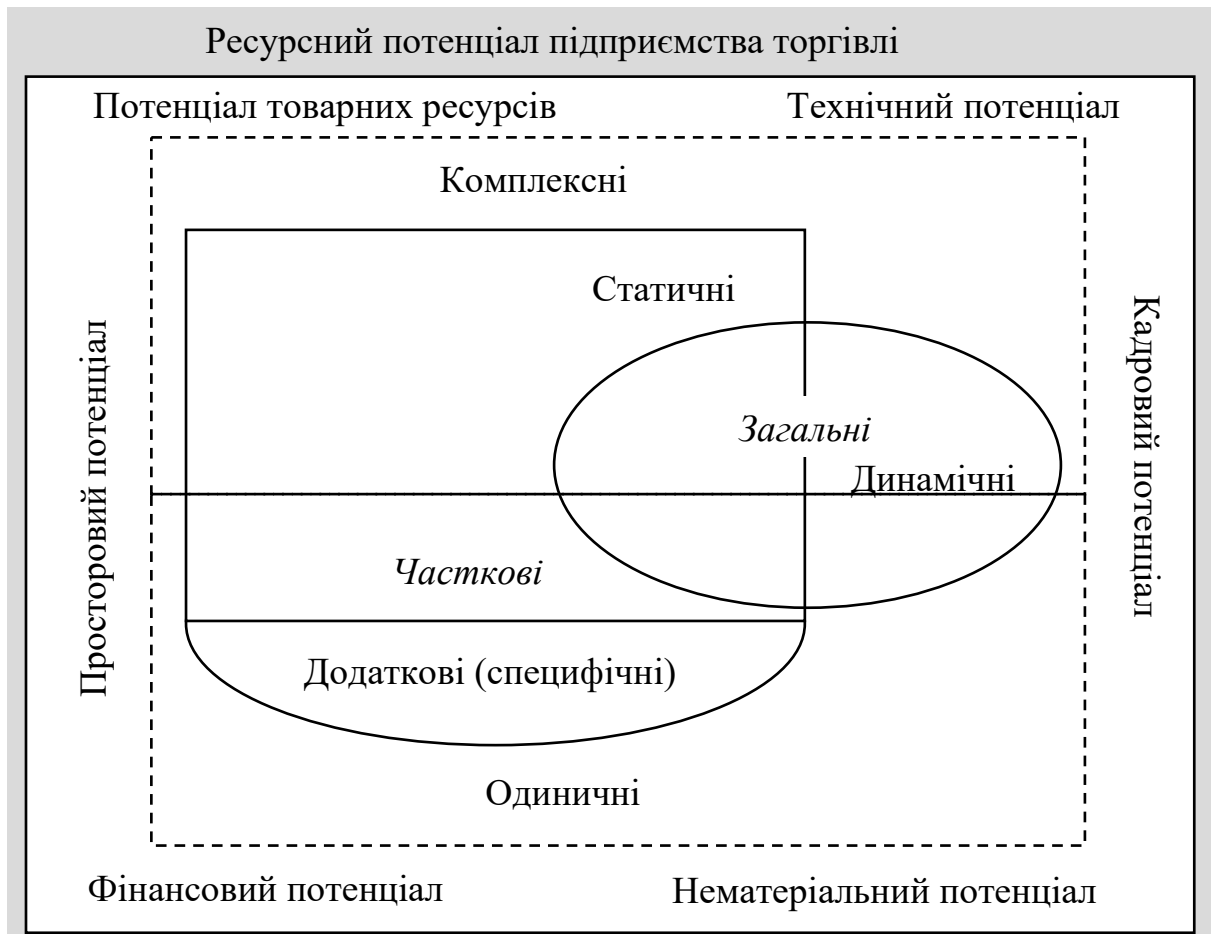 Ресурсний потенціал підприємства торгівлі
Потенціал товарних ресурсів
Технічний потенціал
Комплексні
Статичні
Просторовий потенціал
Кадровий потенціал
Загальні
Динамічні
Часткові
Додаткові (специфічні)
Одиничні
Фінансовий потенціал
Нематеріальний потенціал